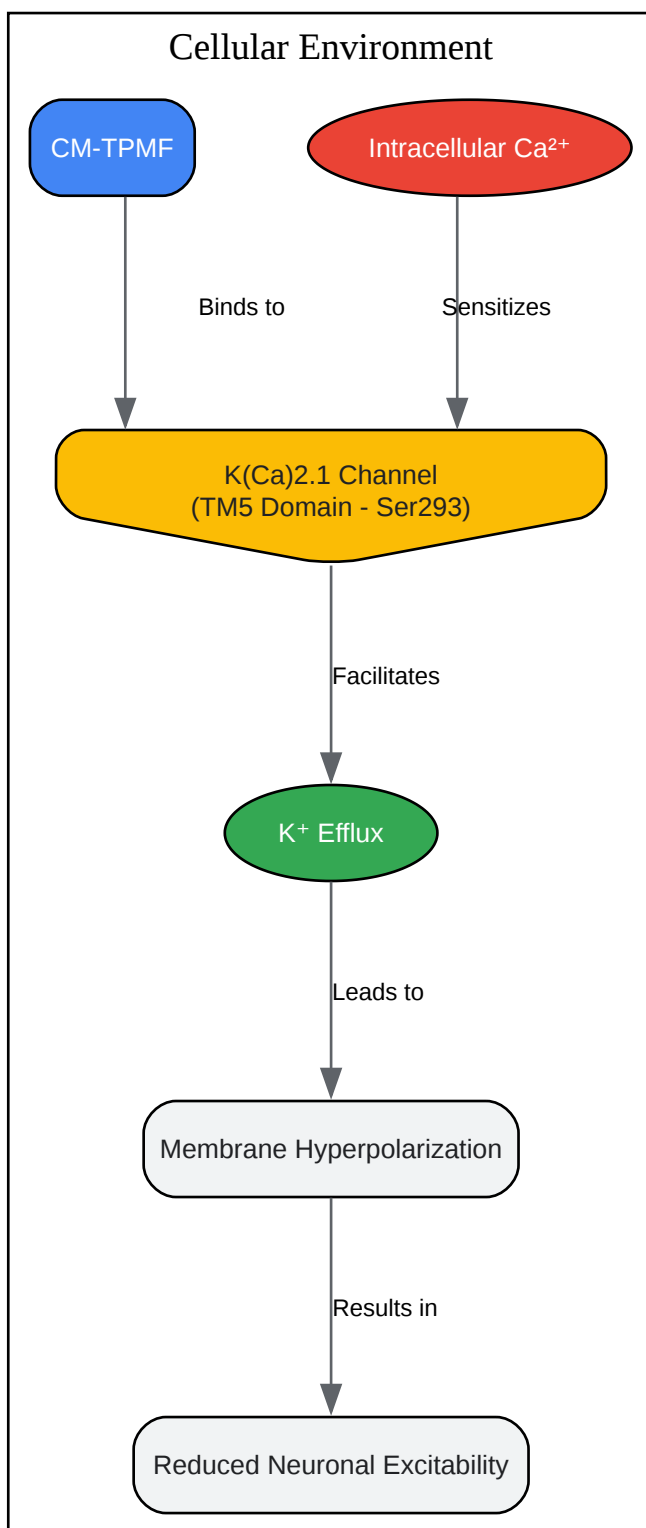 Cellular Environment
CM-TPMF
Intracellular Ca²⁺
Binds to
Sensitizes
K(Ca)2.1 Channel
(TM5 Domain - Ser293)
Facilitates
K⁺ Efflux
Leads to
Membrane Hyperpolarization
Results in
Reduced Neuronal Excitability